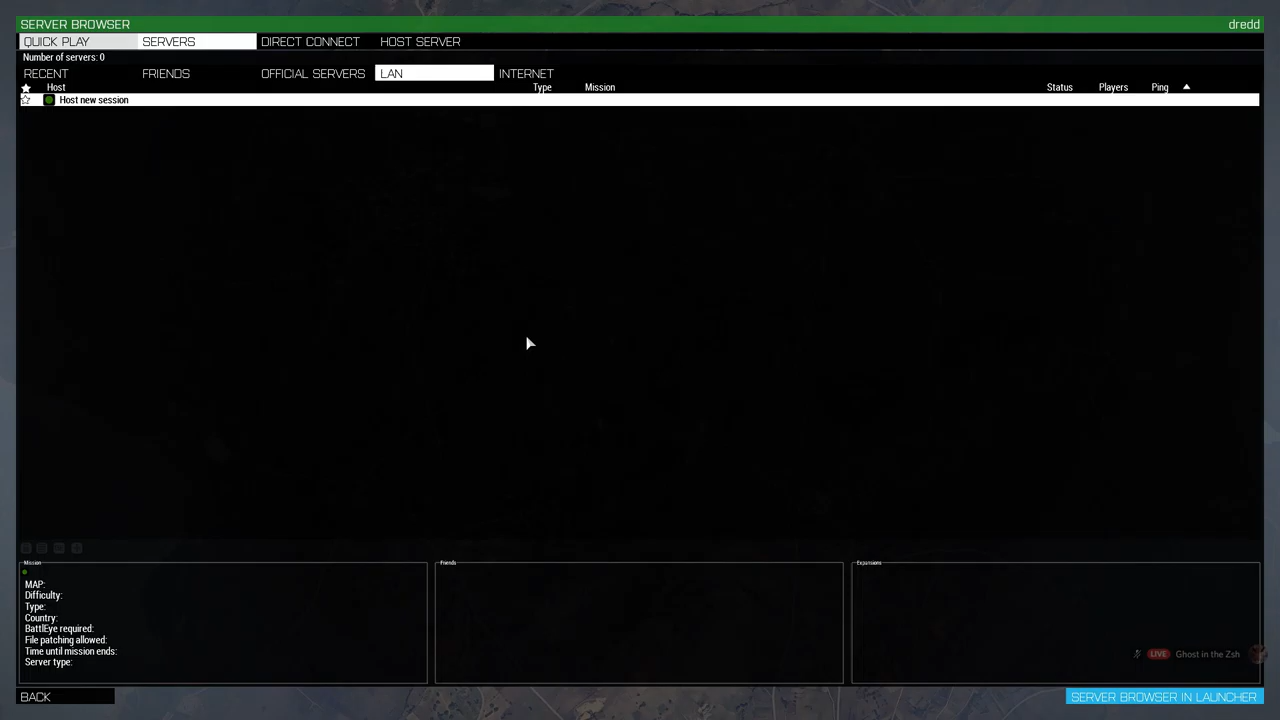 SERVER BROWSER dredd
QUICK PLAY SERVERS DIRECT CONNECT HOST SERVER
Number of servers: 0
RECENT FRIENDS OFFICIAL SERVERS LAN INTERNET
Host Type Mission Status Players Ping
Host new session
Mission Friends Expansions
MAP:
Difficulty:
Type:
Country:
BattlEye required:
File patching allowed:
Time until mission ends:
Server type:
LIVE Ghost in the Zsh
BACK SERVER BROWSER IN LAUNCHER